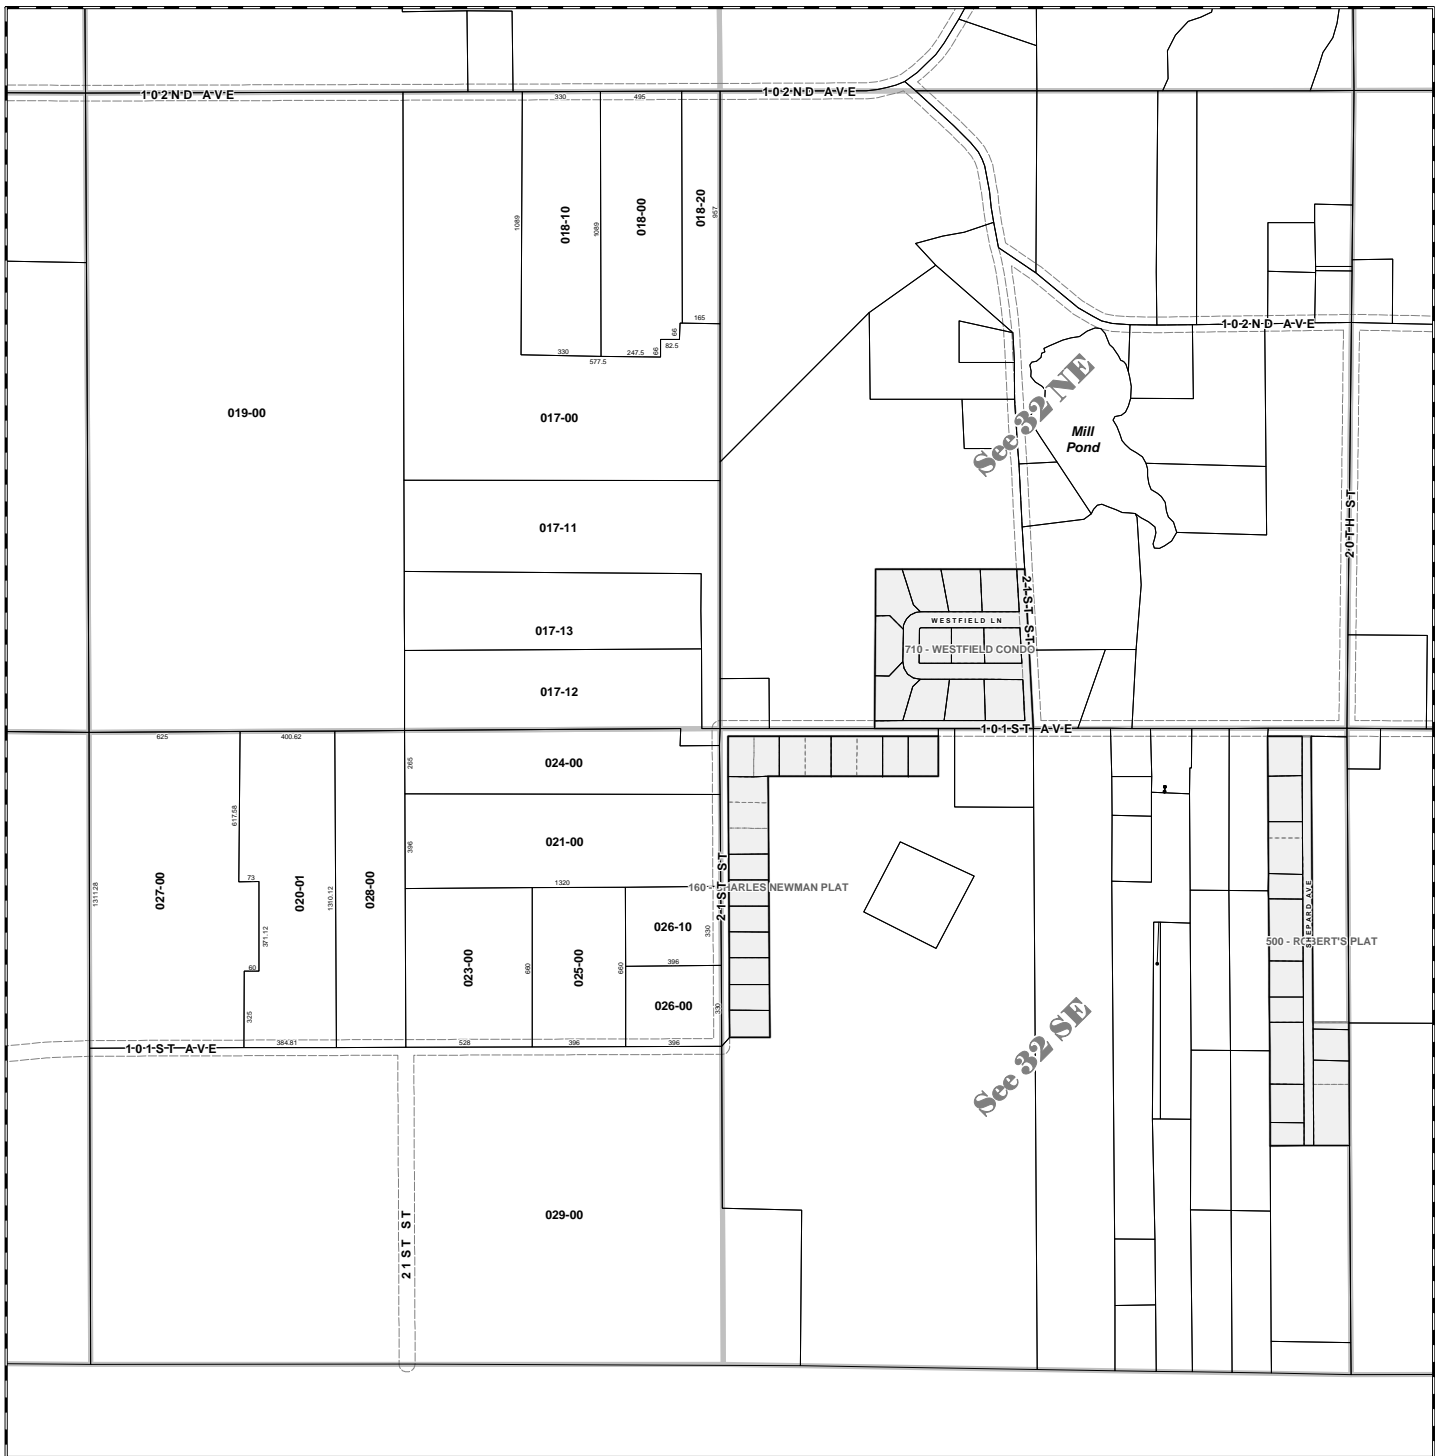 102ND AVE
102ND AVE
330
495
018-10
018-00
018-20
1089
1089
957
165
66
82.5
66
330
247.5
577.5
102ND AVE
019-00
017-00
See 32 NE
Mill
Pond
20TH ST
017-11
21ST ST
WESTFIELD LN
017-13
710 - WESTFIELD CONDO
017-12
101ST AVE
625
400.62
265
024-00
617.58
396
021-00
131.28
027-00
73
020-01
1310.12
028-00
1320
21ST ST
160 - CHARLES NEWMAN PLAT
SHEPARD AVE
500 - ROBERT'S PLAT
371.12
026-10
330
396
60
023-00
660
025-00
660
026-00
330
325
101ST AVE
384.81
528
396
396
See 32 SE
21ST ST
029-00